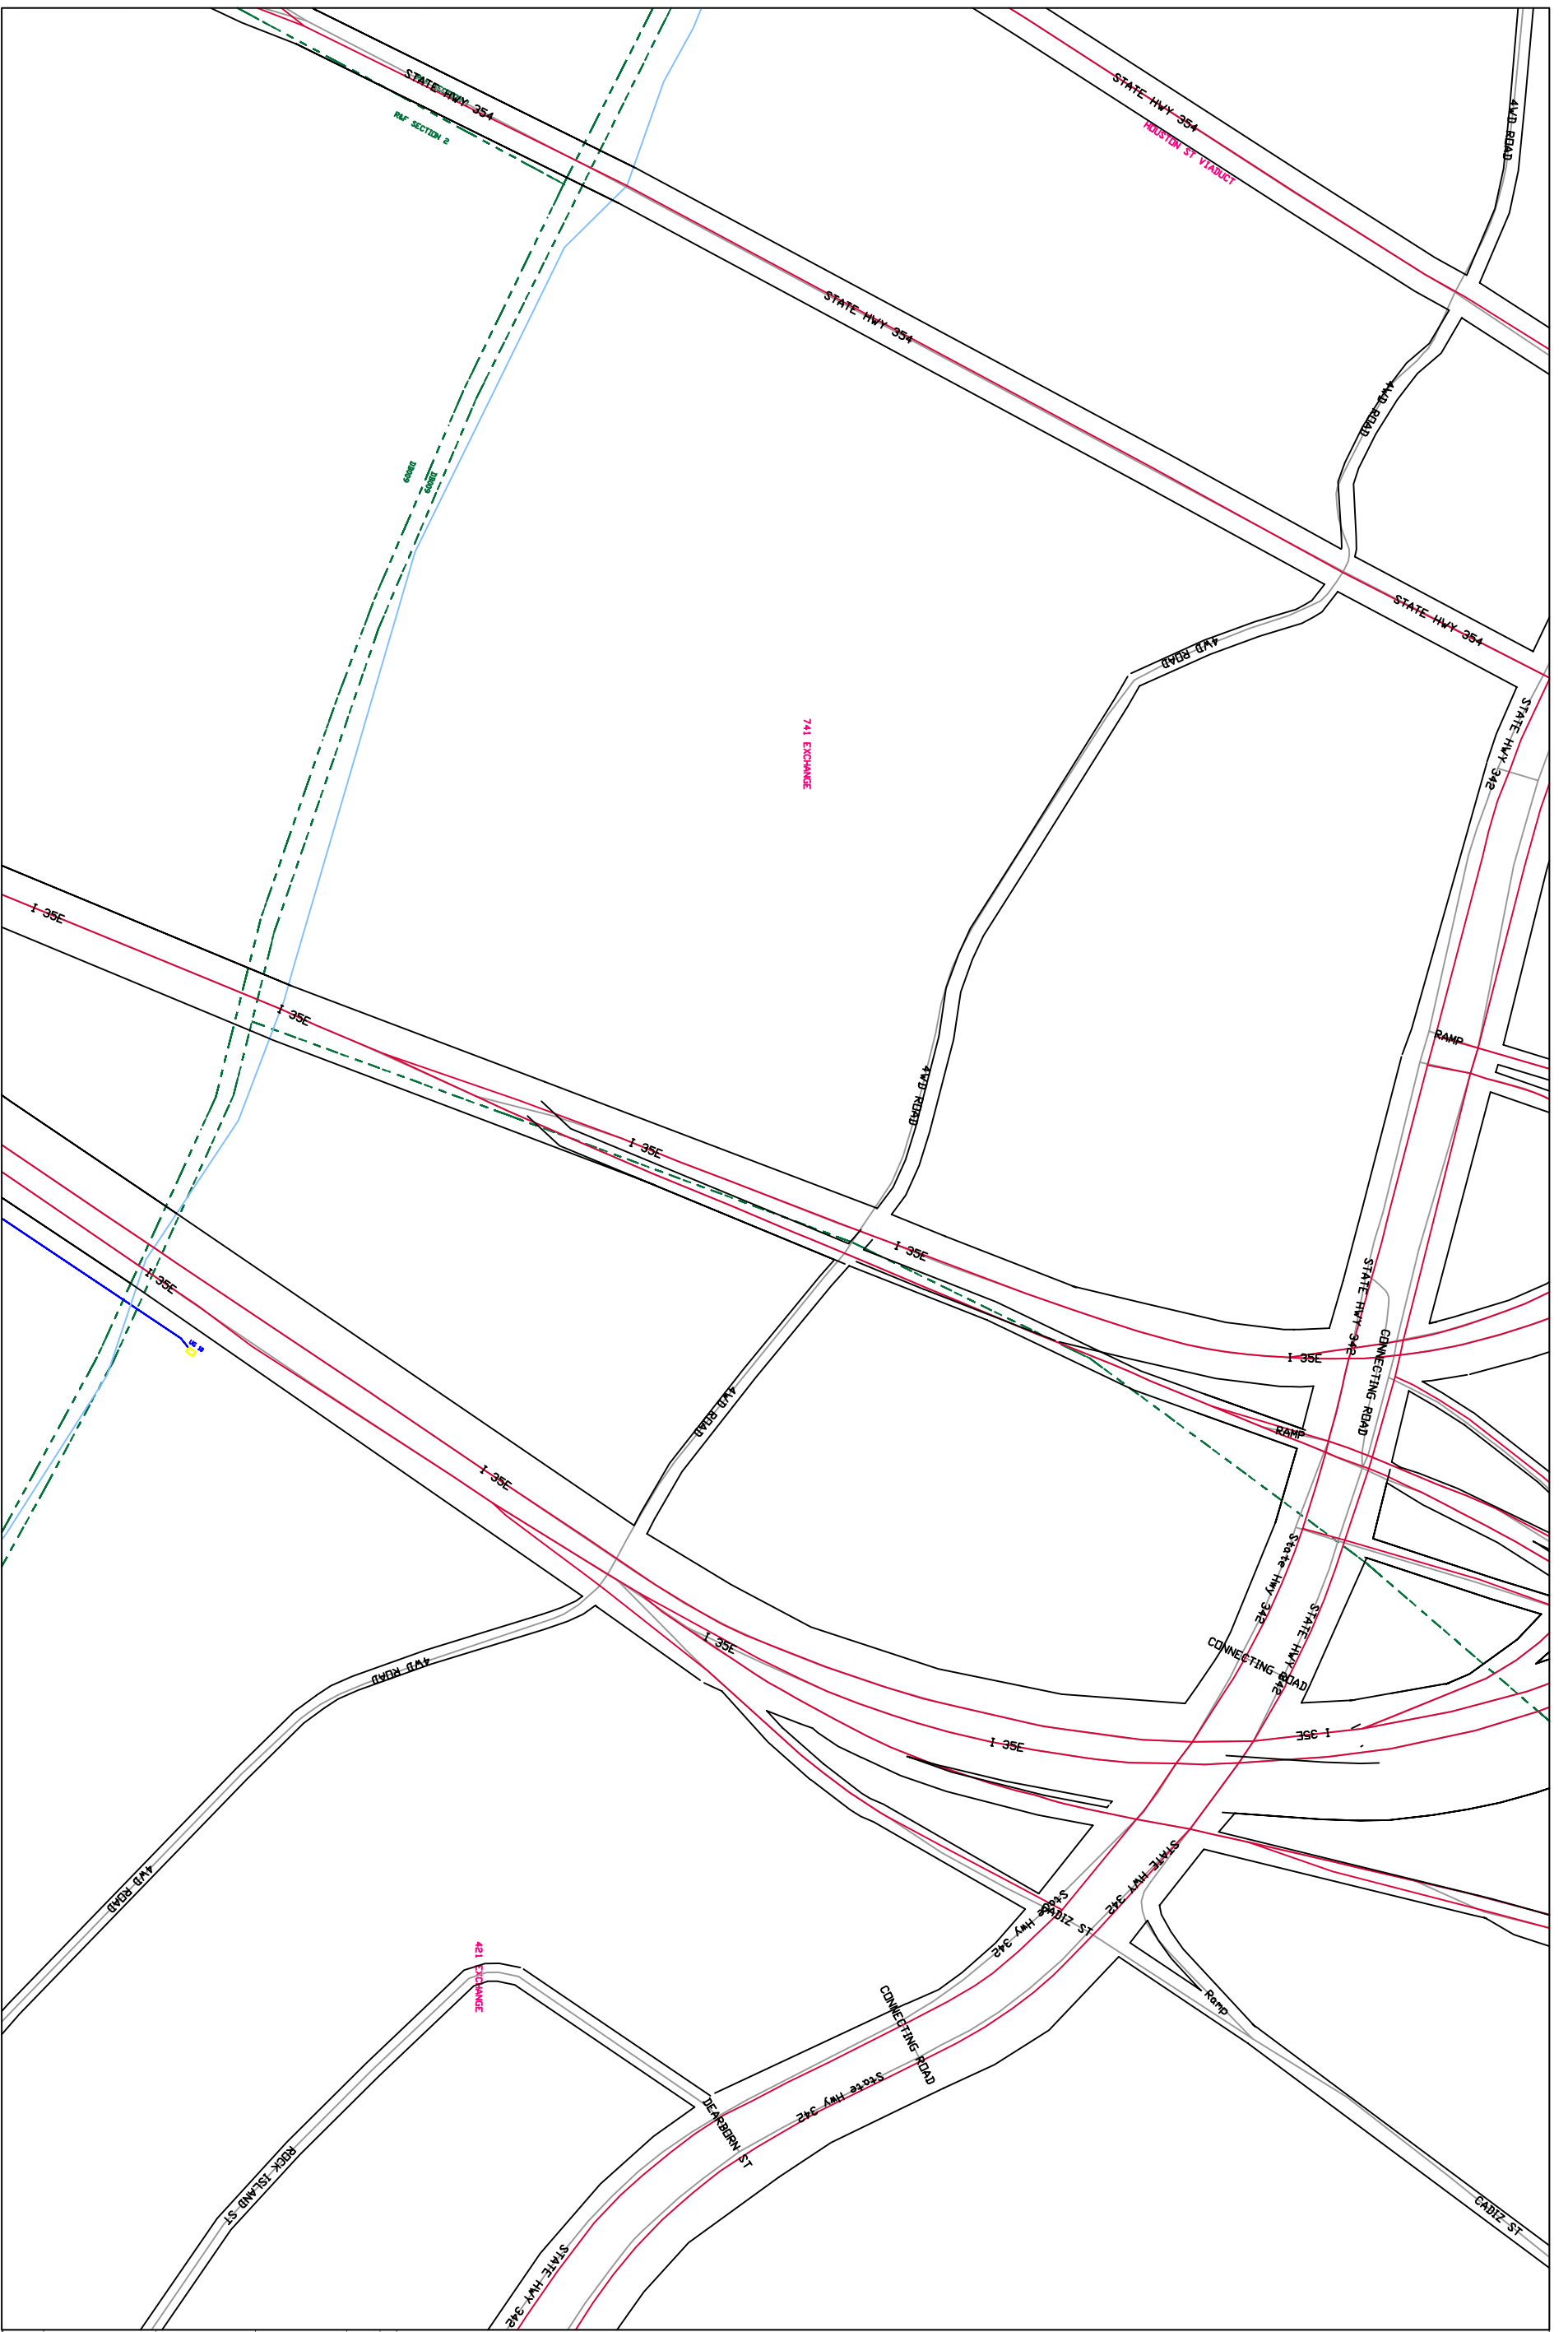 STATE HWY 354
R&F SECTION 2
STATE HWY 354
HOUSTON ST VIADUCT
4WD ROAD
STATE HWY 354
4WD ROAD
DB009
DB009
STATE HWY 354
4WD ROAD
STATE HWY 342
741 EXCHANGE
I 35E
I 35E
RAMP
4WD ROAD
I 35E
I 35E
I 35E
STATE HWY 342
CONNECTING ROAD
I 35E
4WD ROAD
RAMP
I 35E
State Hwy 342
STATE HWY 342
I 35E
CONNECTING ROAD
4WD ROAD
I 35E
I 35E
4WD ROAD
STATE HWY 342
State Hwy 342
CADIZ ST
421 EXCHANGE
Ramp
CONNECTING ROAD
State Hwy 342
DEARBORN ST
ROCK ISLAND ST
CADIZ ST
STATE HWY 342